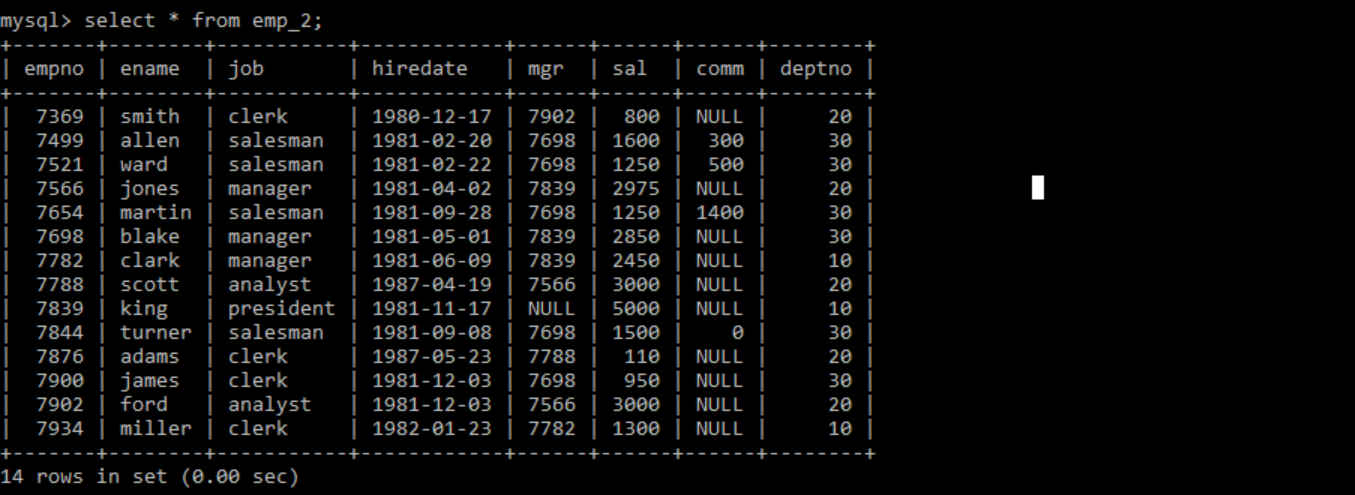 mysql> select * from emp_2;
+-------+--------+-----------+------------+------+------+------+--------+
| empno | ename  | job       | hiredate   | mgr  | sal  | comm | deptno |
+-------+--------+-----------+------------+------+------+------+--------+
|  7369 | smith  | clerk     | 1980-12-17 | 7902 |  800 | NULL |     20 |
|  7499 | allen  | salesman  | 1981-02-20 | 7698 | 1600 |  300 |     30 |
|  7521 | ward   | salesman  | 1981-02-22 | 7698 | 1250 |  500 |     30 |
|  7566 | jones  | manager   | 1981-04-02 | 7839 | 2975 | NULL |     20 |
|  7654 | martin | salesman  | 1981-09-28 | 7698 | 1250 | 1400 |     30 |
|  7698 | blake  | manager   | 1981-05-01 | 7839 | 2850 | NULL |     30 |
|  7782 | clark  | manager   | 1981-06-09 | 7839 | 2450 | NULL |     10 |
|  7788 | scott  | analyst   | 1987-04-19 | 7566 | 3000 | NULL |     20 |
|  7839 | king   | president | 1981-11-17 | NULL | 5000 | NULL |     10 |
|  7844 | turner | salesman  | 1981-09-08 | 7698 | 1500 |    0 |     30 |
|  7876 | adams  | clerk     | 1987-05-23 | 7788 |  110 | NULL |     20 |
|  7900 | james  | clerk     | 1981-12-03 | 7698 |  950 | NULL |     30 |
|  7902 | ford   | analyst   | 1981-12-03 | 7566 | 3000 | NULL |     20 |
|  7934 | miller | clerk     | 1982-01-23 | 7782 | 1300 | NULL |     10 |
+-------+--------+-----------+------------+------+------+------+--------+
14 rows in set (0.00 sec)